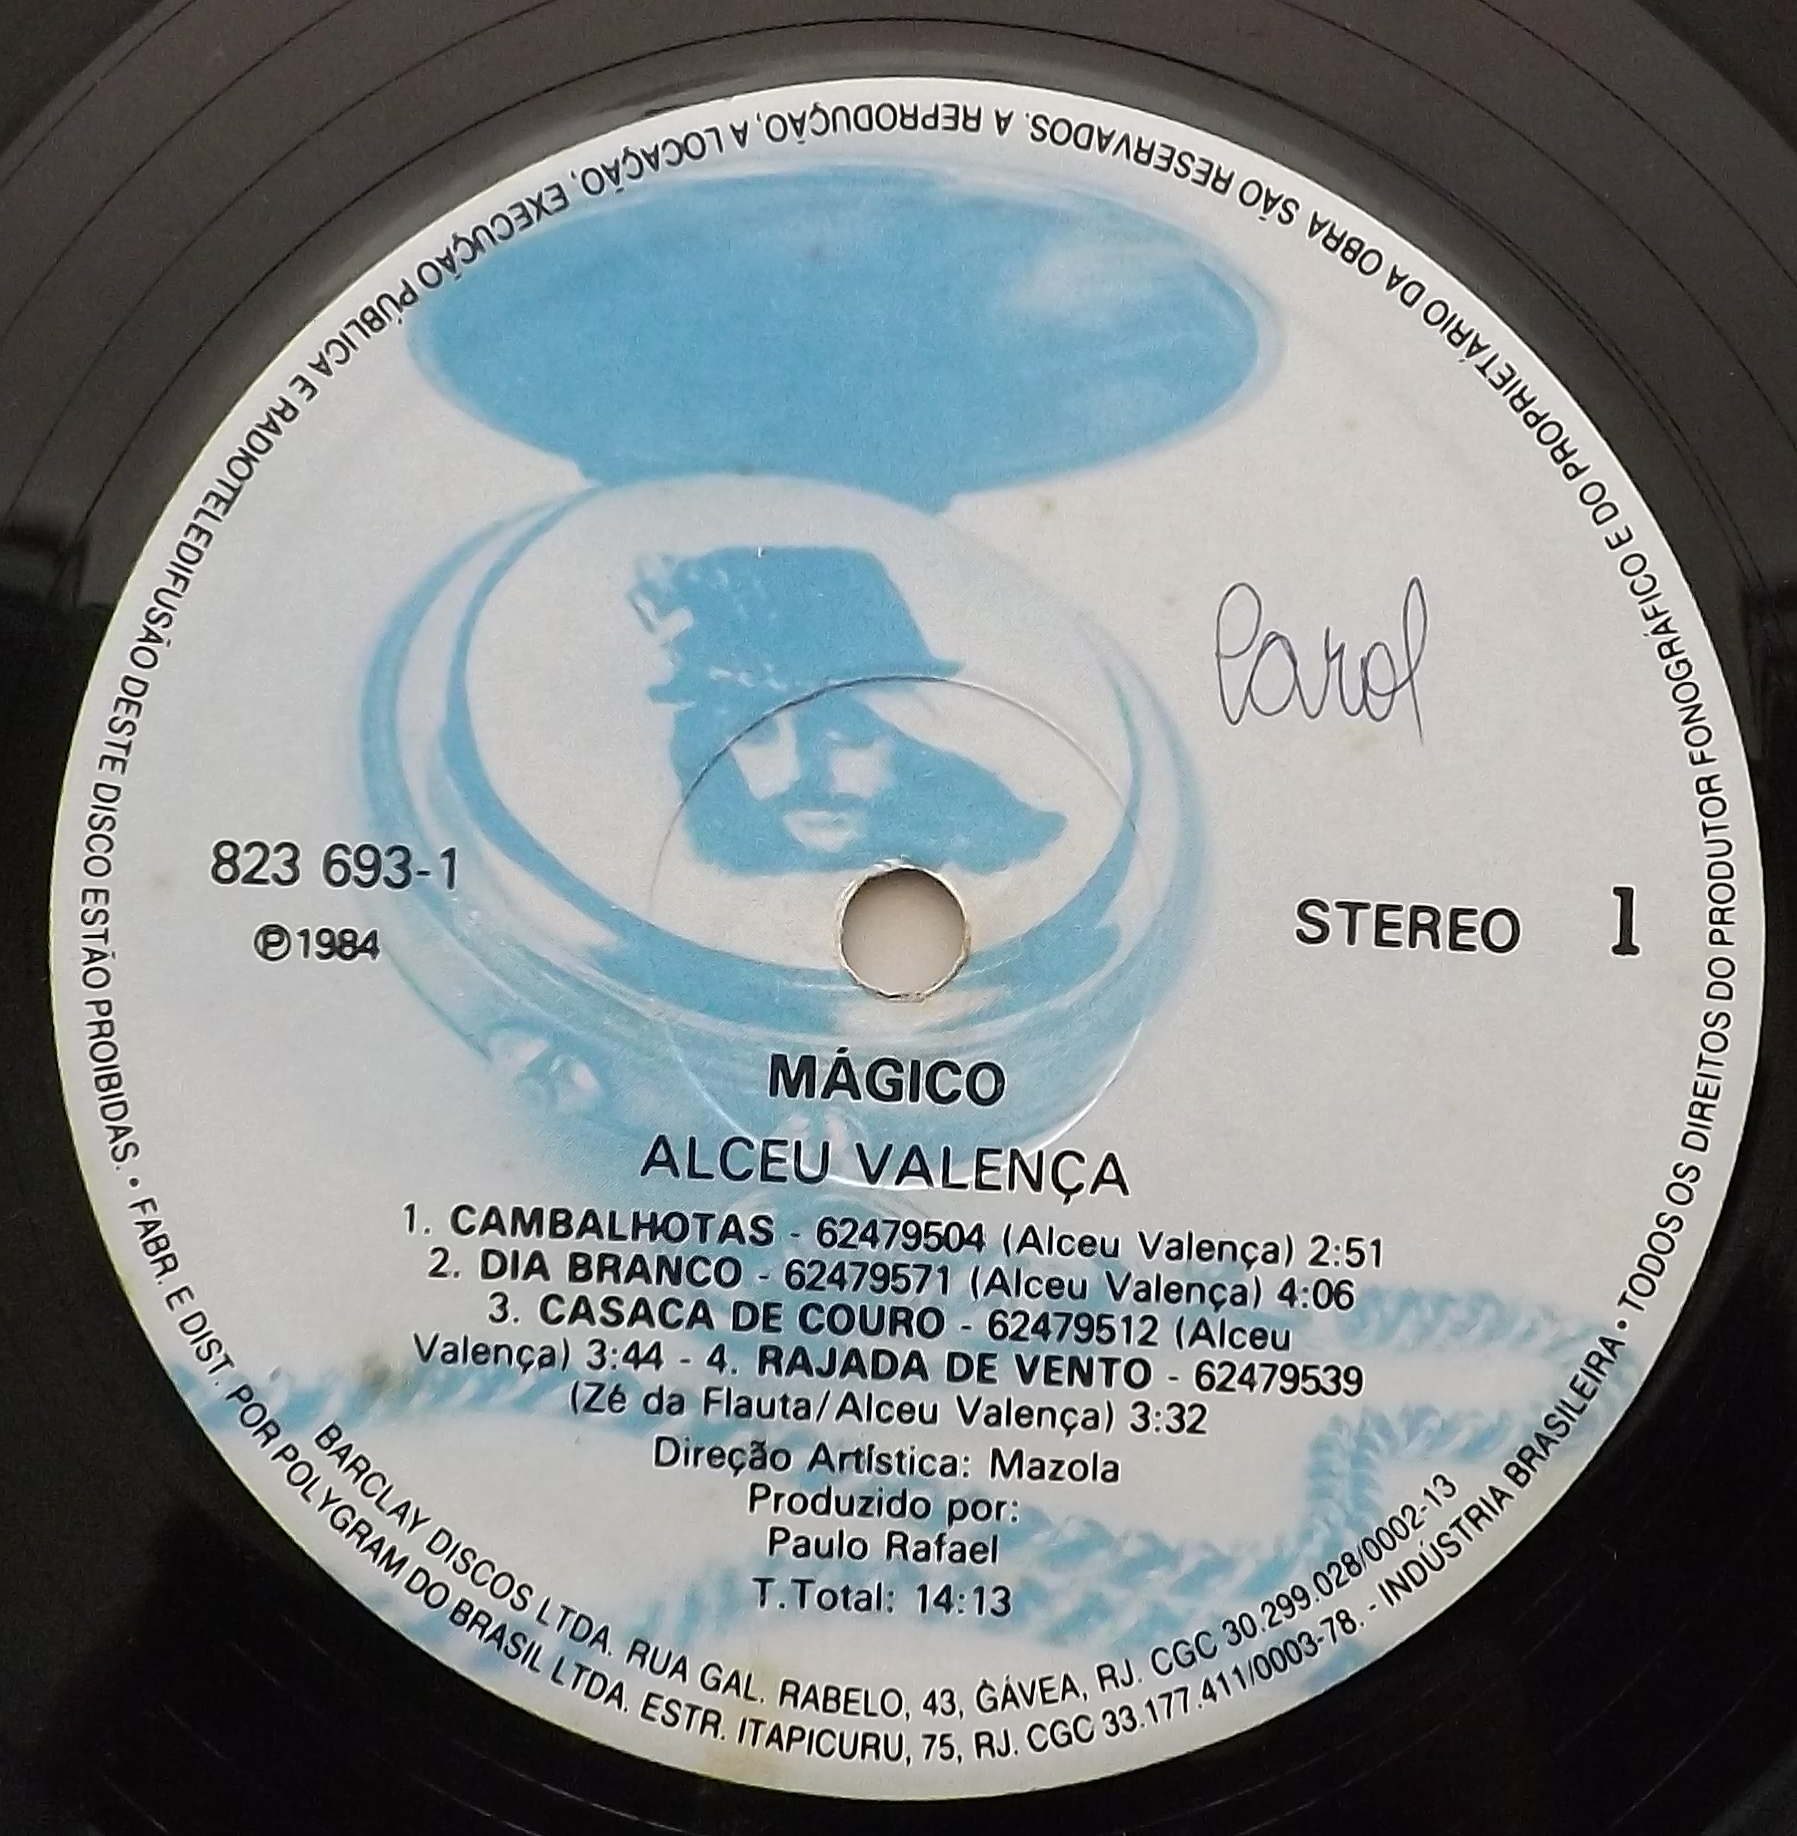 TODOS OS DIREITOS DO PRODUTOR FONOGRÁFICO E DO PROPRIETÁRIO DA OBRA SÃO RESERVADOS. A REPRODUÇÃO, A LOCAÇÃO, EXECUÇÃO PÚBLICA E RADIOTELEDIFUSÃO DESTE DISCO ESTÃO PROIBIDAS. •
Carol
823 693-1
℗1984
STEREO 1
MÁGICO
ALCEU VALENÇA
1. CAMBALHOTAS - 62479504 (Alceu Valença) 2:51
2. DIA BRANCO - 62479571 (Alceu Valença) 4:06
3. CASACA DE COURO - 62479512 (Alceu
Valença) 3:44 - 4. RAJADA DE VENTO - 62479539
(Zé da Flauta/Alceu Valença) 3:32
Direção Artística: Mazola
Produzido por:
Paulo Rafael
T.Total: 14:13
BARCLAY DISCOS LTDA. RUA GAL. RABELO, 43, GÁVEA, RJ. CGC 30.299.028/0002-13
FABR. E DIST. POR POLYGRAM DO BRASIL LTDA. ESTR. ITAPICURU, 75, RJ. CGC 33.177.411/0003-78. - INDÚSTRIA BRASILEIRA •